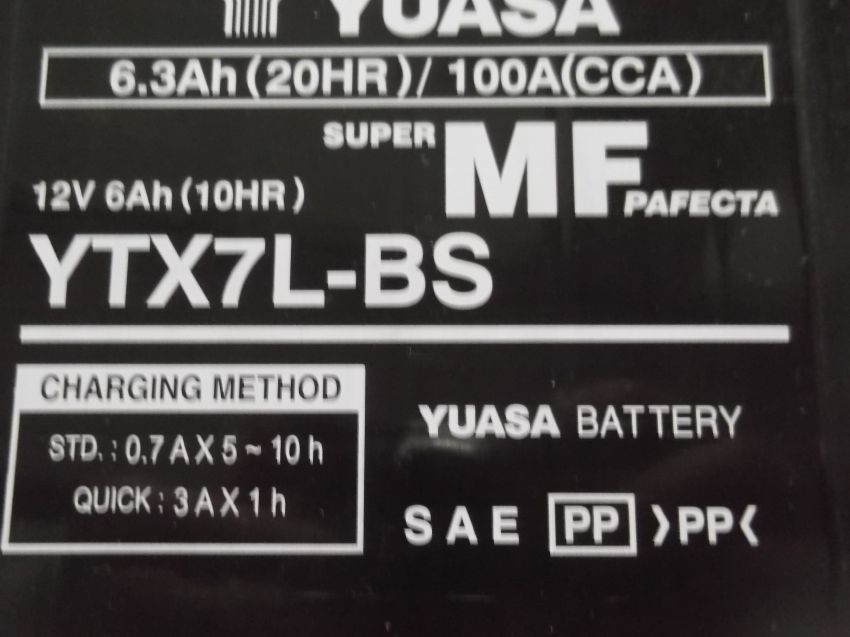 YUASA
6.3Ah(20HR)/ 100A(CCA)
SUPER MF PAFECTA
12V 6Ah(10HR)
YTX7L-BS
CHARGING METHOD
STD. : 0.7 A X 5 ~ 10 h
QUICK : 3 A X 1 h
YUASA BATTERY
S A E PP >PP<